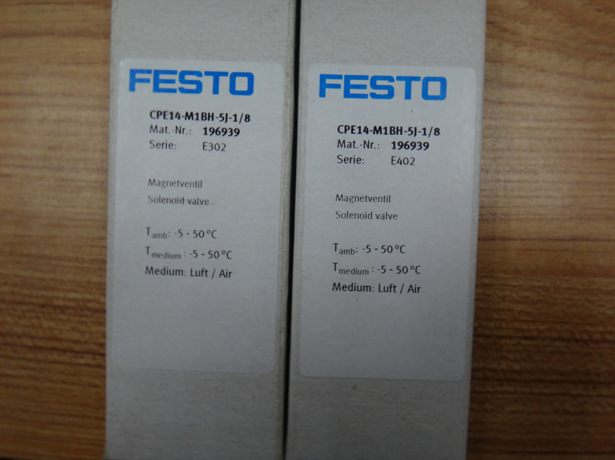 FESTO
CPE14-M1BH-5J-1/8
Mat.-Nr.: 196939
Serie: E302
Magnetventil
Solenoid valve
Tamb: -5 - 50 °C
Tmedium : -5 - 50 °C
Medium: Luft / Air
FESTO
CPE14-M1BH-5J-1/8
Mat.-Nr.: 196939
Serie: E402
Magnetventil
Solenoid valve
Tamb: -5 - 50 °C
Tmedium : -5 - 50 °C
Medium: Luft / Air